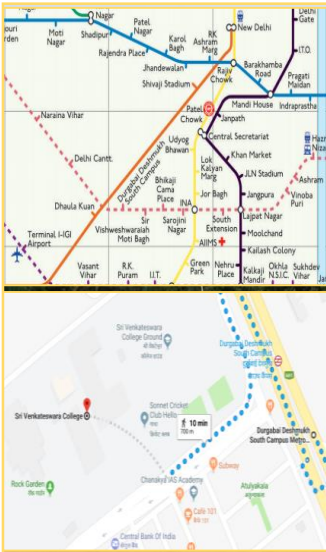 Nagar
Shadipur
Moti
Nagar
Patel
Nagar
Rajendra Place
Karol
Bagh
Jhandewalan
RK
Ashram
Marg
New Delhi
Rajiv
Chowk
Barakhamba
Road
Delhi
Gate
I.T.O.
Pragati
Maidan
Mandi House
Indraprastha
Shivaji Stadium
Patel
Chowk
Janpath
Naraina Vihar
Udyog
Bhawan
Central Secretariat
Khan Market
Delhi Cantt.
Durgabai Deshmukh
South Campus
Lok
Kalyan
Marg
JLN Stadium
Ashram
Bhikaji
Cama
Place
Jor Bagh
Jangpura
Vinoba
Puri
Dhaula Kuan
INA
Lajpat Nagar
Sir
Vishweshwaraiah
Moti Bagh
Sarojini
Nagar
South
Extension
Moolchand
Terminal 1-IGI
Airport
AIIMS
Kailash Colony
Vasant
Vihar
R.K.
Puram
I.I.T.
Green
Park
Nehru
Place
Kalkaji
Mandir
Okhla
N.S.I.C.
Sukhdev
Vihar
Sri Venkateswara
College Ground
Durgabai Deshmukh
South Campus
Sri Venkateswara College
Sonnet Cricket
Club
10 min
700 m
Durgabai Deshmukh
South Campus Metro...
Chanakya IAS Academy
Subway
Rock Garden
रॉक गार्डन
Atulyakala
Cafe 101
Central Bank Of India